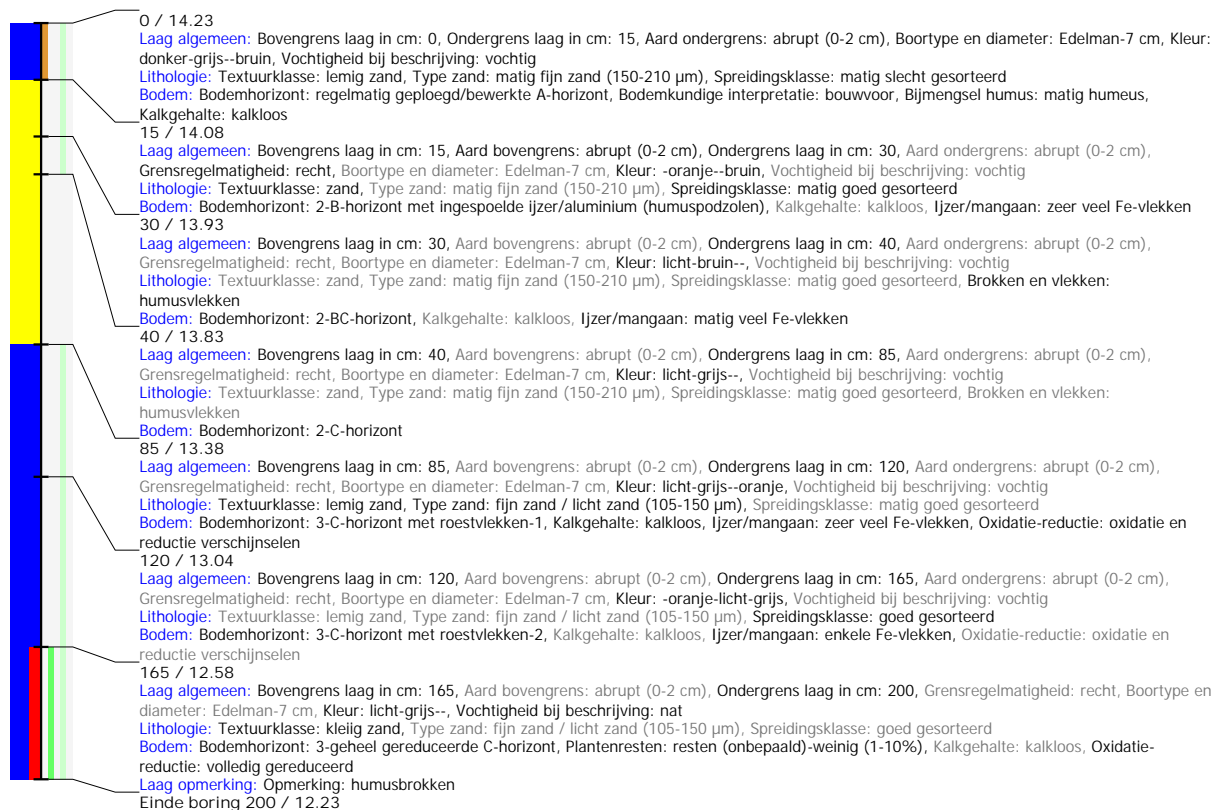 0 / 14.23
Laag algemeen: Bovengrens laag in cm: 0, Ondergrens laag in cm: 15, Aard ondergrens: abrupt (0-2 cm), Boortype en diameter: Edelman-7 cm, Kleur:
donker-grijs--bruin, Vochtigheid bij beschrijving: vochtig
Lithologie: Textuurklasse: lemig zand, Type zand: matig fijn zand (150-210 µm), Spreidingsklasse: matig slecht gesorteerd
Bodem: Bodemhorizont: regelmatig geploegd/bewerkte A-horizont, Bodemkundige interpretatie: bouwvoor, Bijmengsel humus: matig humeus,
Kalkgehalte: kalkloos
15 / 14.08
Laag algemeen: Bovengrens laag in cm: 15, Aard bovengrens: abrupt (0-2 cm), Ondergrens laag in cm: 30, Aard ondergrens: abrupt (0-2 cm),
Grensregelmatigheid: recht, Boortype en diameter: Edelman-7 cm, Kleur: -oranje--bruin, Vochtigheid bij beschrijving: vochtig
Lithologie: Textuurklasse: zand, Type zand: matig fijn zand (150-210 µm), Spreidingsklasse: matig goed gesorteerd
Bodem: Bodemhorizont: 2-B-horizont met ingespoelde ijzer/aluminium (humuspodzolen), Kalkgehalte: kalkloos, Ijzer/mangaan: zeer veel Fe-vlekken
30 / 13.93
Laag algemeen: Bovengrens laag in cm: 30, Aard bovengrens: abrupt (0-2 cm), Ondergrens laag in cm: 40, Aard ondergrens: abrupt (0-2 cm),
Grensregelmatigheid: recht, Boortype en diameter: Edelman-7 cm, Kleur: licht-bruin--, Vochtigheid bij beschrijving: vochtig
Lithologie: Textuurklasse: zand, Type zand: matig fijn zand (150-210 µm), Spreidingsklasse: matig goed gesorteerd, Brokken en vlekken:
humusvlekken
Bodem: Bodemhorizont: 2-BC-horizont, Kalkgehalte: kalkloos, Ijzer/mangaan: matig veel Fe-vlekken
40 / 13.83
Laag algemeen: Bovengrens laag in cm: 40, Aard bovengrens: abrupt (0-2 cm), Ondergrens laag in cm: 85, Aard ondergrens: abrupt (0-2 cm),
Grensregelmatigheid: recht, Boortype en diameter: Edelman-7 cm, Kleur: licht-grijs--, Vochtigheid bij beschrijving: vochtig
Lithologie: Textuurklasse: zand, Type zand: matig fijn zand (150-210 µm), Spreidingsklasse: matig goed gesorteerd, Brokken en vlekken:
humusvlekken
Bodem: Bodemhorizont: 2-C-horizont
85 / 13.38
Laag algemeen: Bovengrens laag in cm: 85, Aard bovengrens: abrupt (0-2 cm), Ondergrens laag in cm: 120, Aard ondergrens: abrupt (0-2 cm),
Grensregelmatigheid: recht, Boortype en diameter: Edelman-7 cm, Kleur: licht-grijs--oranje, Vochtigheid bij beschrijving: vochtig
Lithologie: Textuurklasse: lemig zand, Type zand: fijn zand / licht zand (105-150 µm), Spreidingsklasse: matig goed gesorteerd
Bodem: Bodemhorizont: 3-C-horizont met roestvlekken-1, Kalkgehalte: kalkloos, Ijzer/mangaan: zeer veel Fe-vlekken, Oxidatie-reductie: oxidatie en
reductie verschijnselen
120 / 13.04
Laag algemeen: Bovengrens laag in cm: 120, Aard bovengrens: abrupt (0-2 cm), Ondergrens laag in cm: 165, Aard ondergrens: abrupt (0-2 cm),
Grensregelmatigheid: recht, Boortype en diameter: Edelman-7 cm, Kleur: -oranje-licht-grijs, Vochtigheid bij beschrijving: vochtig
Lithologie: Textuurklasse: lemig zand, Type zand: fijn zand / licht zand (105-150 µm), Spreidingsklasse: goed gesorteerd
Bodem: Bodemhorizont: 3-C-horizont met roestvlekken-2, Kalkgehalte: kalkloos, Ijzer/mangaan: enkele Fe-vlekken, Oxidatie-reductie: oxidatie en
reductie verschijnselen
165 / 12.58
Laag algemeen: Bovengrens laag in cm: 165, Aard bovengrens: abrupt (0-2 cm), Ondergrens laag in cm: 200, Grensregelmatigheid: recht, Boortype en
diameter: Edelman-7 cm, Kleur: licht-grijs--, Vochtigheid bij beschrijving: nat
Lithologie: Textuurklasse: kleiig zand, Type zand: fijn zand / licht zand (105-150 µm), Spreidingsklasse: goed gesorteerd
Bodem: Bodemhorizont: 3-geheel gereduceerde C-horizont, Plantenresten: resten (onbepaald)-weinig (1-10%), Kalkgehalte: kalkloos, Oxidatie-
reductie: volledig gereduceerd
Laag opmerking: Opmerking: humusbrokken
Einde boring 200 / 12.23